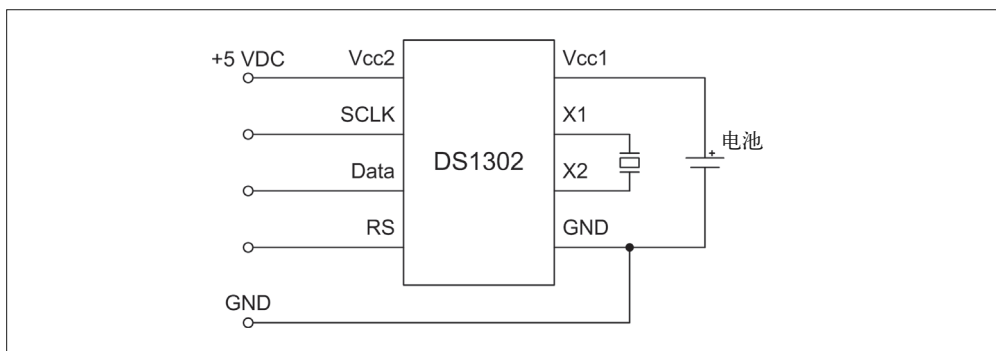 +5 VDC
Vcc2
Vcc1
SCLK
X1
DS1302
电池
Data
X2
RS
GND
GND